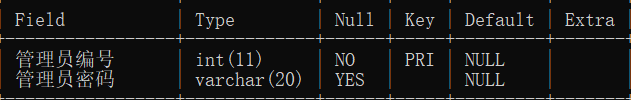 Field Type Null Key Default Extra
管理员编号 int(11) NO PRI NULL
管理员密码 varchar(20) YES NULL